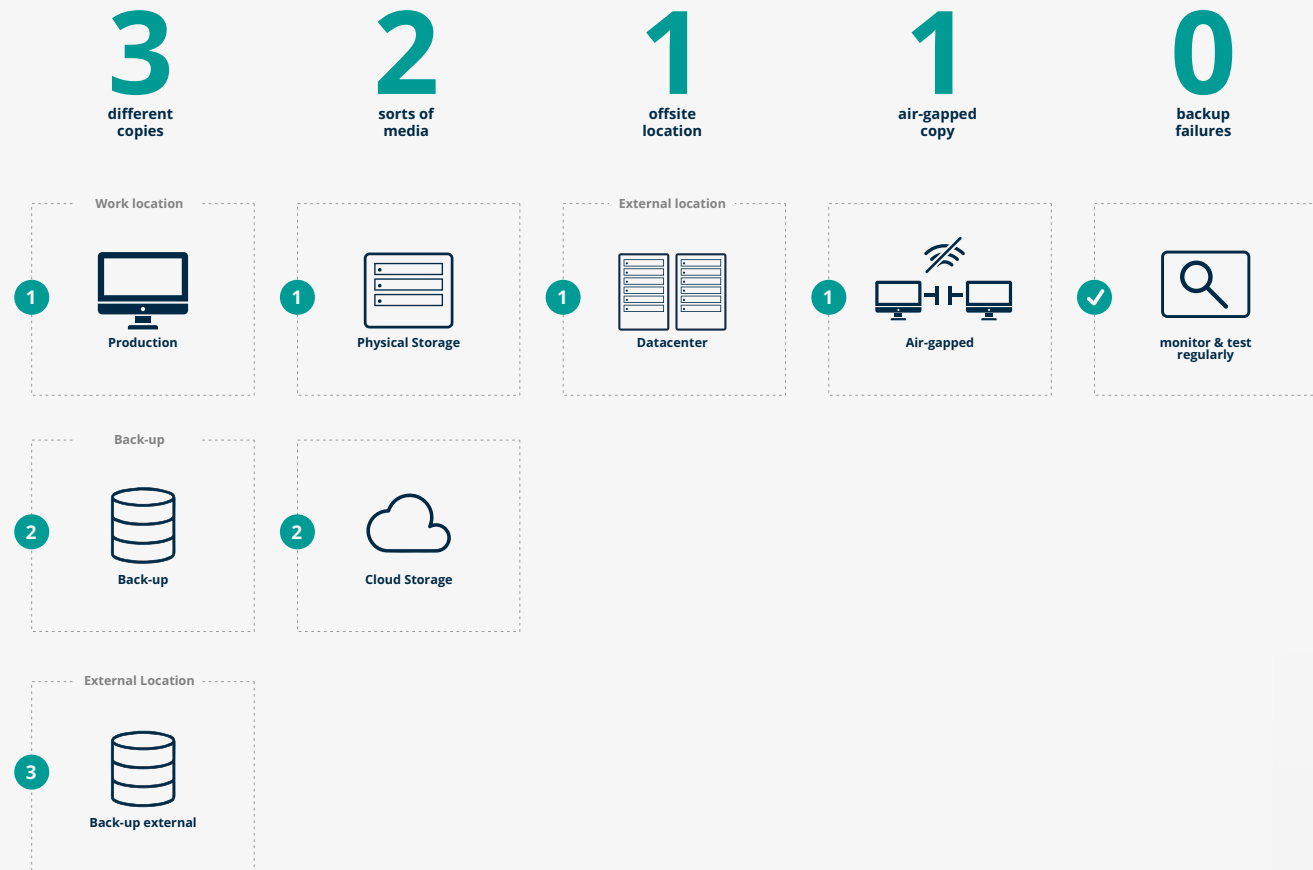 3
different
copies
2
sorts of
media
1
offsite
location
1
air-gapped
copy
0
backup
failures
Work location
1
Production
1
Physical Storage
External location
1
Datacenter
1
Air-gapped
monitor & test
regularly
Back-up
2
Back-up
2
Cloud Storage
External Location
3
Back-up external